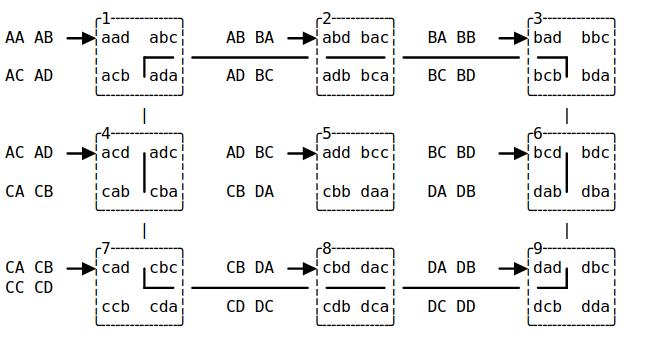 1 2 3
AA AB aad abc AB BA abd bac BA BB bad bbc
AC AD acb ada AD BC adb bca BC BD bcb bda
4 5 6
AC AD acd adc AD BC add bcc BC BD bcd bdc
CA CB cab cba CB DA cbb daa DA DB dab dba
7 8 9
CA CB cad cbc CB DA cbd dac DA DB dad dbc
CC CD
ccb cda CD DC cdb dca DC DD dcb dda